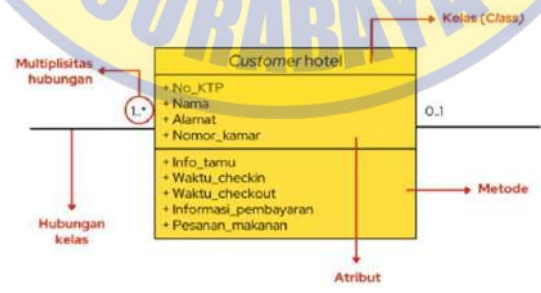 SURABAYA
Kelas (Class)
Customer hotel
Multiplisitas
hubungan
+ No_KTP
+ Nama
+ Alamat
+ Nomor_kamar
1..*
0..1
+ Info_tamu
+ Waktu_checkin
+ Waktu_checkout
+ Informasi_pembayaran
+ Pesanan_makanan
Metode
Hubungan
kelas
Atribut